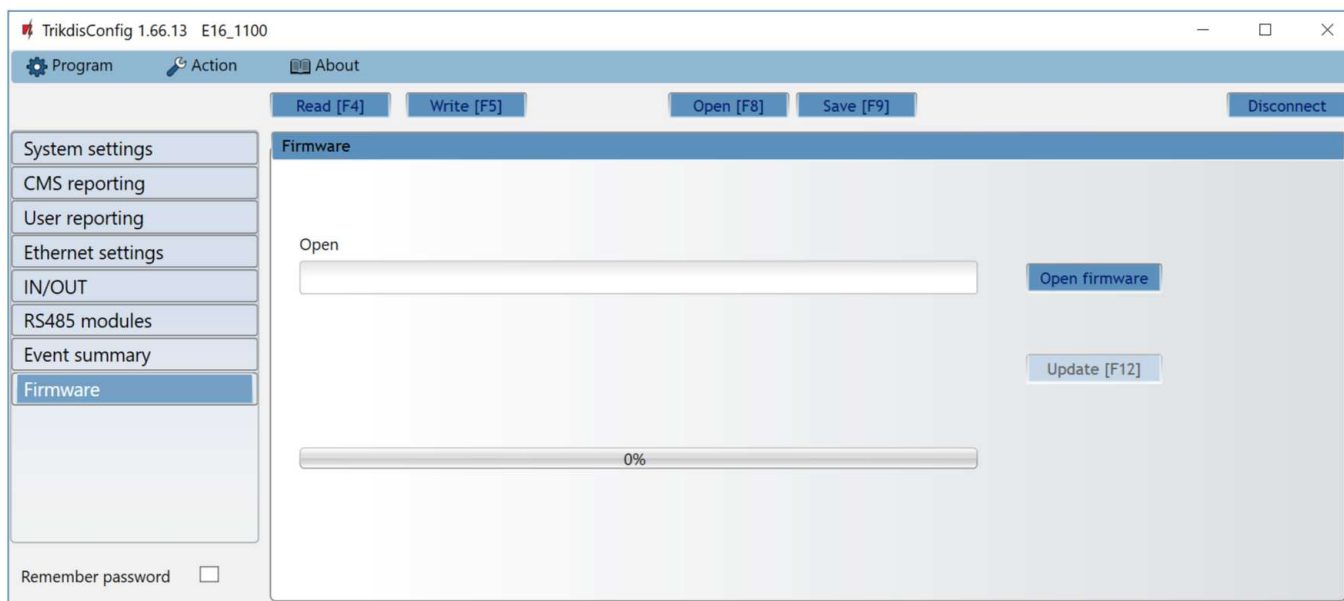 TrikdisConfig 1.66.13 E16_1100
Program Action About
Read [F4] Write [F5] Open [F8] Save [F9] Disconnect
System settings
CMS reporting
User reporting
Ethernet settings
IN/OUT
RS485 modules
Event summary
Firmware
Remember password
Firmware
Open
Open firmware
Update [F12]
0%